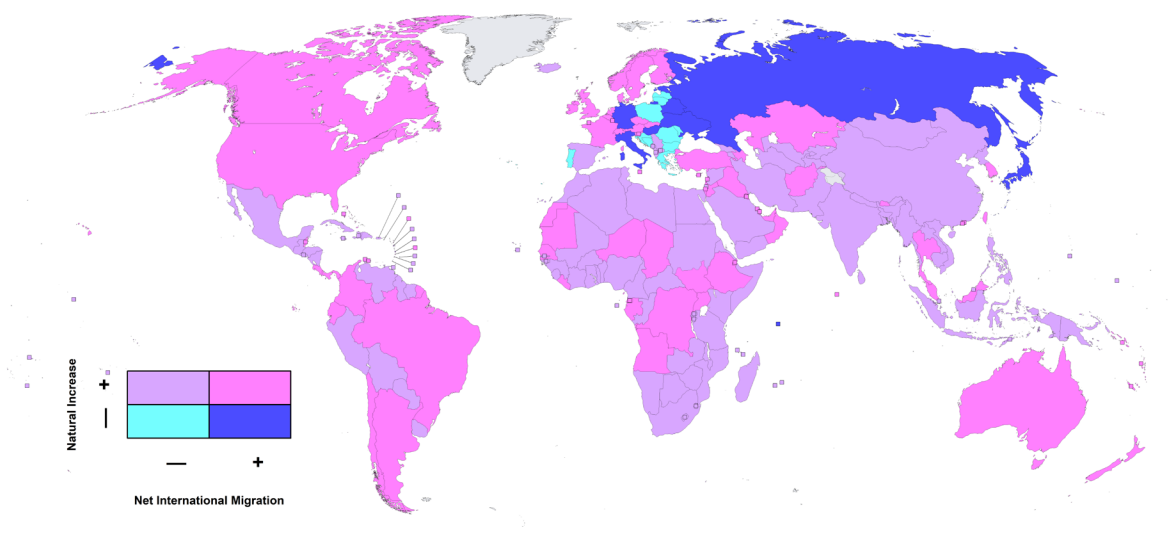 Natural Increase
+
—
—
+
Net International Migration